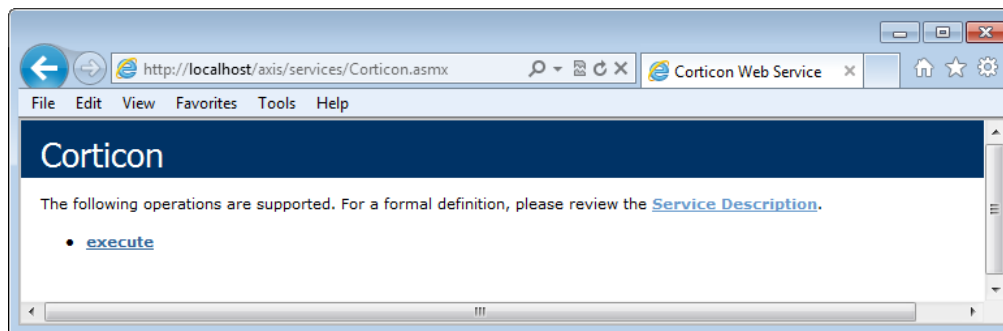 http://localhost/axis/services/Corticon.asmx
Corticon Web Service
File Edit View Favorites Tools Help
Corticon
The following operations are supported. For a formal definition, please review the Service Description.
execute